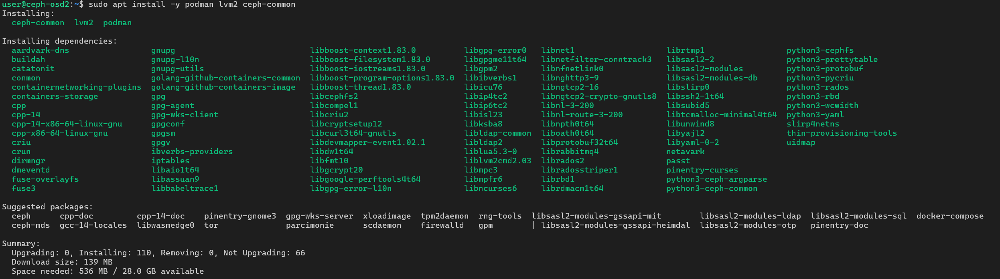 user@ceph-osd2:~$ sudo apt install -y podman lvm2 ceph-common
Installing:
  ceph-common  lvm2  podman

Installing dependencies:
  aardvark-dns                 gnupg                            libboost-context1.83.0          libgpg-error0   libnet1                   librtmp1                 python3-cephfs
  buildah                      gnupg-l10n                       libboost-filesystem1.83.0       libgpgme11t64   libnetfilter-conntrack3   libsasl2-2               python3-prettytable
  catatonit                    gnupg-utils                      libboost-iostreams1.83.0        libgpm2         libnfnetlink0             libsasl2-modules         python3-protobuf
  conmon                       golang-github-containers-common  libboost-program-options1.83.0  libibverbs1     libnghttp3-9              libsasl2-modules-db      python3-pycriu
  containernetworking-plugins  golang-github-containers-image   libboost-thread1.83.0           libicu76        libngtcp2-16              libslirp0                python3-rados
  containers-storage           gpg                              libcephfs2                      libip4tc2       libngtcp2-crypto-gnutls8  libssh2-1t64             python3-rbd
  cpp                          gpg-agent                        libcompel1                      libip6tc2       libnl-3-200               libsubid5                python3-wcwidth
  cpp-14                       gpg-wks-client                   libcriu2                        libisl23        libnl-route-3-200         libtcmalloc-minimal4t64  python3-yaml
  cpp-14-x86-64-linux-gnu      gpgconf                          libcryptsetup12                 libksba8        libnpth0t64               libunwind8               slirp4netns
  cpp-x86-64-linux-gnu         gpgsm                            libcurl3t64-gnutls              libldap-common  liboath0t64               libyajl2                 thin-provisioning-tools
  criu                         gpgv                             libdevmapper-event1.02.1        libldap2        libprotobuf32t64          libyaml-0-2              uidmap
  crun                         ibverbs-providers                libdw1t64                       liblua5.3-0     librabbitmq4              netavark
  dirmngr                      iptables                         libfmt10                        liblvm2cmd2.03  librados2                 passt
  dmeventd                     libaio1t64                       libgcrypt20                     libmpc3         libradosstriper1          pinentry-curses
  fuse-overlayfs               libassuan9                       libgoogle-perftools4t64         libmpfr6        librbd1                   python3-ceph-argparse
  fuse3                        libbabeltrace1                   libgpg-error-l10n               libncurses6     librdmacm1t64             python3-ceph-common

Suggested packages:
  ceph      cpp-doc         cpp-14-doc    pinentry-gnome3  gpg-wks-server  xloadimage  tpm2daemon  rng-tools  libsasl2-modules-gssapi-mit        libsasl2-modules-ldap  libsasl2-modules-sql  docker-compose
  ceph-mds  gcc-14-locales  libwasmedge0  tor              parcimonie      scdaemon    firewalld   gpm        | libsasl2-modules-gssapi-heimdal  libsasl2-modules-otp   pinentry-doc

Summary:
  Upgrading: 0, Installing: 110, Removing: 0, Not Upgrading: 66
  Download size: 139 MB
  Space needed: 536 MB / 28.0 GB available